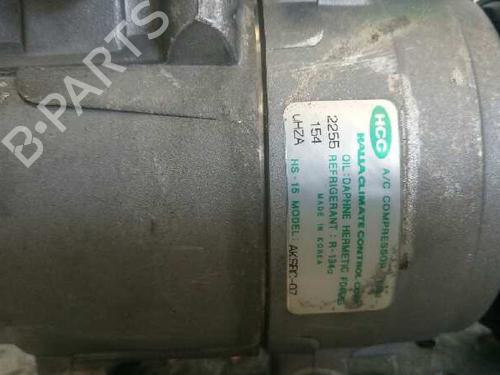 B-PARTS
HCC A/C COMPRESSOR
HALLA CLIMATE CONTROL CORP.
OIL:DAPHNE HERMETIC
2255 REFRIGERANT : R-134a
154 MADE IN KOREA
UHZA HS-15 MODEL: